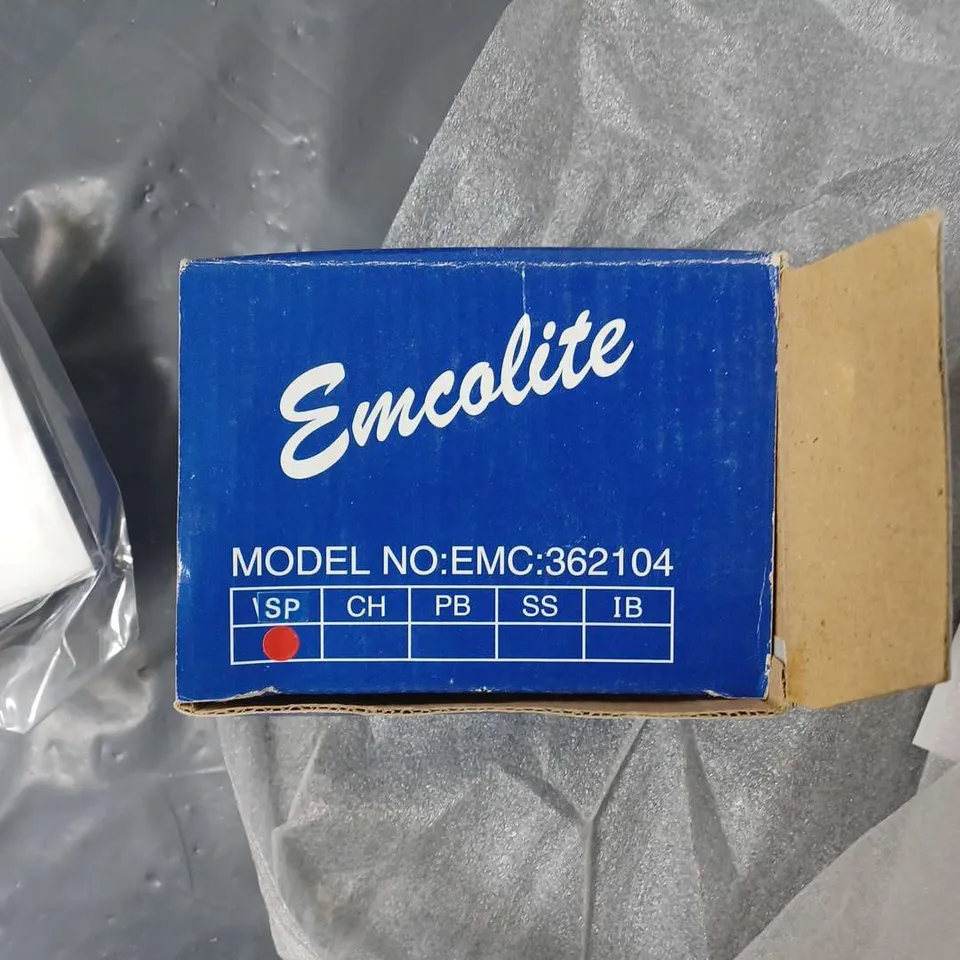 Emcolite
MODEL NO:EMC:362104
SP CH PB SS IB